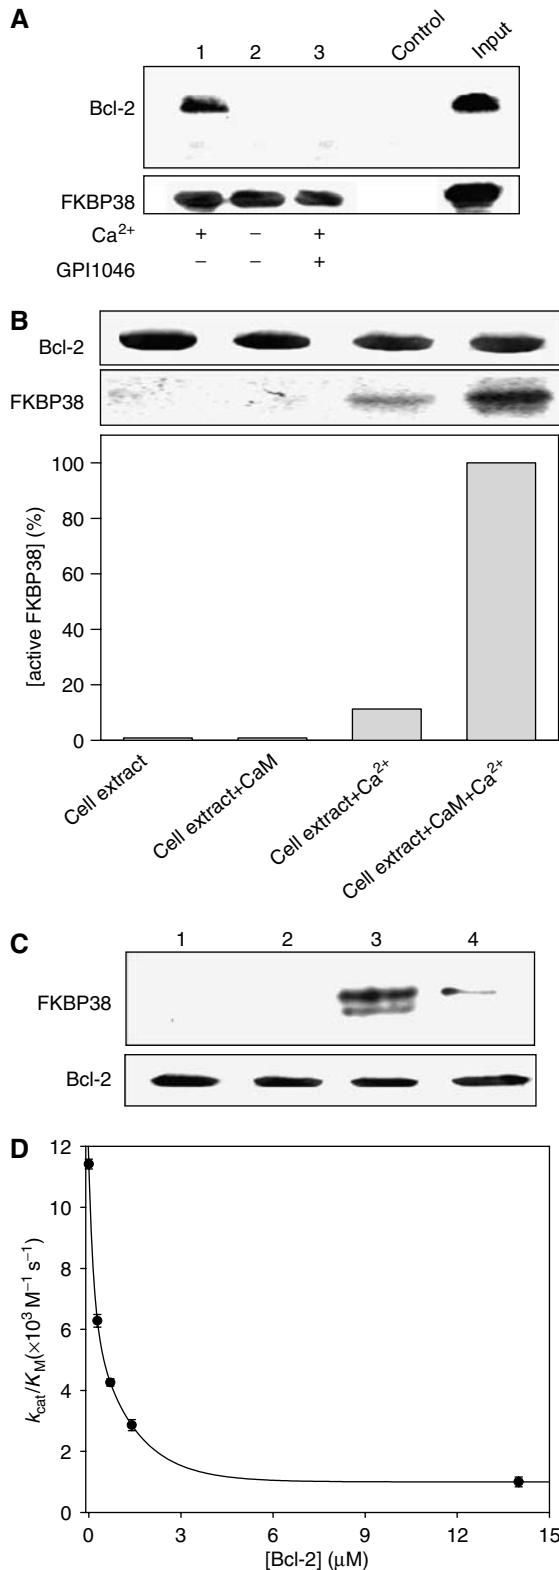 A
1 2 3 Control Input
Bcl-2
FKBP38
Ca²⁺ + − +
GPI1046 − − +
B
Bcl-2
FKBP38
[active FKBP38] (%)
100
80
60
40
20
0
Cell extract
Cell extract+CaM
Cell extract+Ca²⁺
Cell extract+CaM+Ca²⁺
C
1 2 3 4
FKBP38
Bcl-2
D
k_cat/K_M(×10³ M⁻¹ s⁻¹)
12
10
8
6
4
2
0
0 3 6 9 12 15
[Bcl-2] (μM)